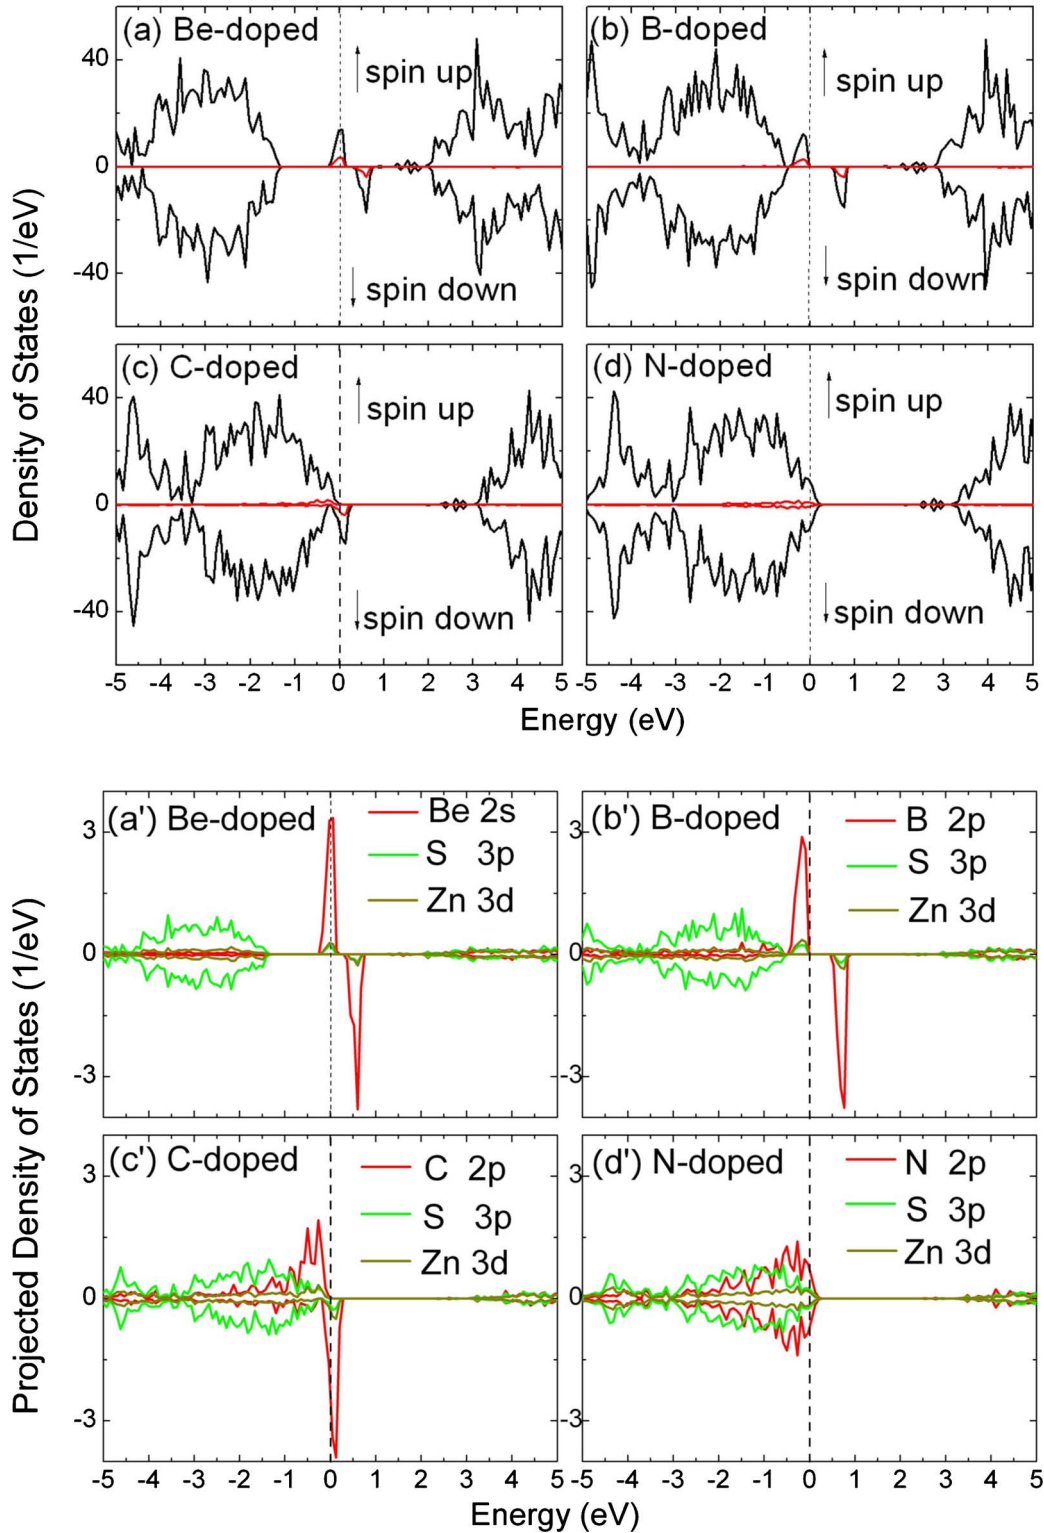 (a) Be-doped
(b) B-doped
spin up
spin up
40
0
-40
spin down
spin down
Density of States (1/eV)
(c) C-doped
(d) N-doped
spin up
spin up
40
0
-40
spin down
spin down
-5 -4 -3 -2 -1 0 1 2 3 4 5
-5 -4 -3 -2 -1 0 1 2 3 4 5
Energy (eV)
(a') Be-doped
Be 2s
S 3p
Zn 3d
(b') B-doped
B 2p
S 3p
Zn 3d
3
0
-3
3
0
-3
Projected Density of States (1/eV)
(c') C-doped
C 2p
S 3p
Zn 3d
(d') N-doped
N 2p
S 3p
Zn 3d
3
0
-3
3
0
-3
-5 -4 -3 -2 -1 0 1 2 3 4 5
-5 -4 -3 -2 -1 0 1 2 3 4 5
Energy (eV)